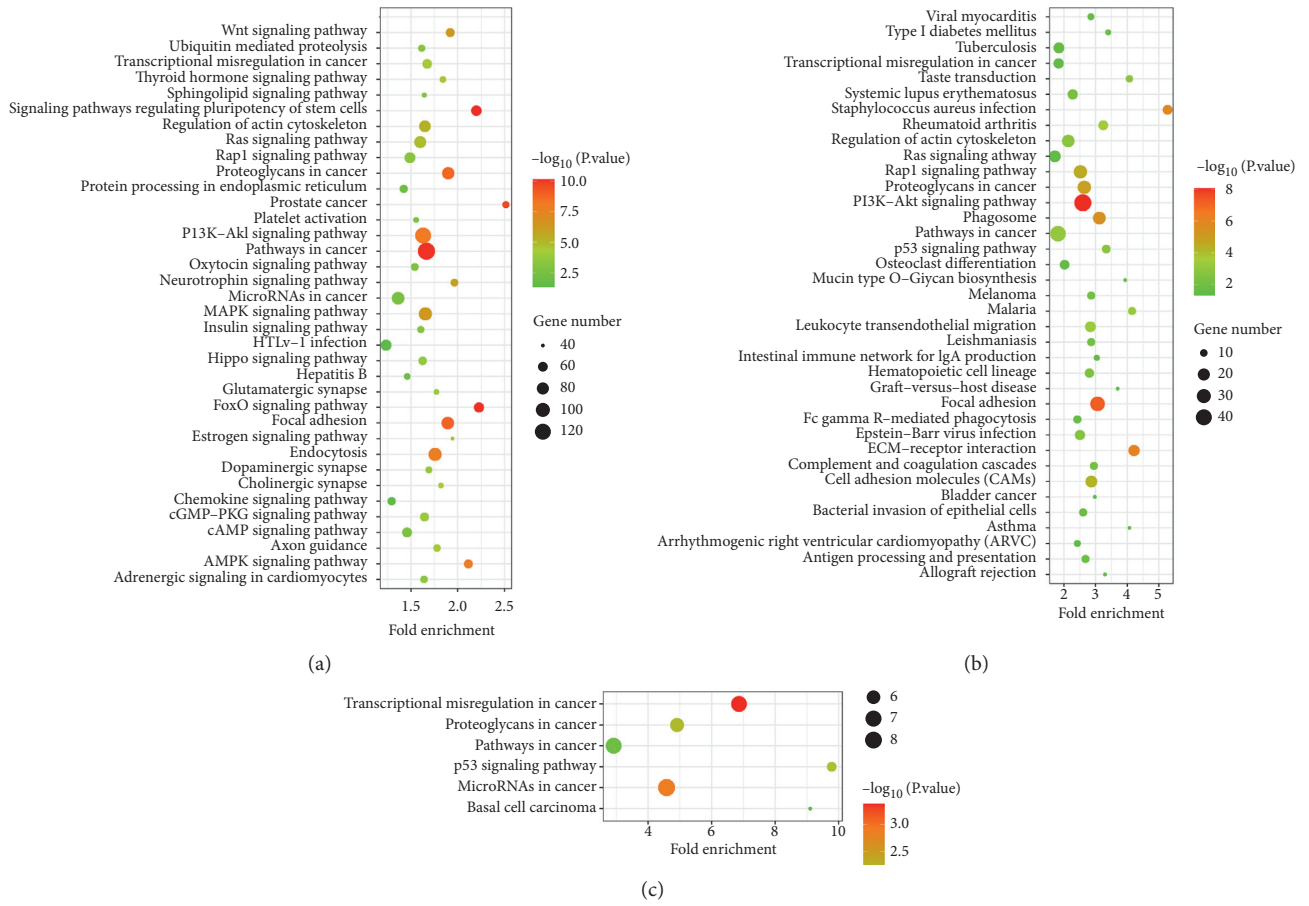 Wnt signaling pathway
Ubiquitin mediated proteolysis
Transcriptional misregulation in cancer
Thyroid hormone signaling pathway
Sphingolipid signaling pathway
Signaling pathways regulating pluripotency of stem cells
Regulation of actin cytoskeleton
Ras signaling pathway
Rap1 signaling pathway
Proteoglycans in cancer
Protein processing in endoplasmic reticulum
Prostate cancer
Platelet activation
P13K−Akl signaling pathway
Pathways in cancer
Oxytocin signaling pathway
Neurotrophin signaling pathway
MicroRNAs in cancer
MAPK signaling pathway
Insulin signaling pathway
HTLv−1 infection
Hippo signaling pathway
Hepatitis B
Glutamatergic synapse
FoxO signaling pathway
Focal adhesion
Estrogen signaling pathway
Endocytosis
Dopaminergic synapse
Cholinergic synapse
Chemokine signaling pathway
cGMP−PKG signaling pathway
cAMP signaling pathway
Axon guidance
AMPK signaling pathway
Adrenergic signaling in cardiomyocytes
1.5 2.0 2.5
Fold enrichment
−log10 (P.value)
10.0
7.5
5.0
2.5
Gene number
40
60
80
100
120
(a)
Viral myocarditis
Type I diabetes mellitus
Tuberculosis
Transcriptional misregulation in cancer
Taste transduction
Systemic lupus erythematosus
Staphylococcus aureus infection
Rheumatoid arthritis
Regulation of actin cytoskeleton
Ras signaling athway
Rap1 signaling pathway
Proteoglycans in cancer
PI3K−Akt signaling pathway
Phagosome
Pathways in cancer
p53 signaling pathway
Osteoclast differentiation
Mucin type O−Glycan biosynthesis
Melanoma
Malaria
Leukocyte transendothelial migration
Leishmaniasis
Intestinal immune network for lgA production
Hematopoietic cell lineage
Graft−versus−host disease
Focal adhesion
Fc gamma R−mediated phagocytosis
Epstein−Barr virus infection
ECM−receptor interaction
Complement and coagulation cascades
Cell adhesion molecules (CAMs)
Bladder cancer
Bacterial invasion of epithelial cells
Asthma
Arrhythmogenic right ventricular cardiomyopathy (ARVC)
Antigen processing and presentation
Allograft rejection
2 3 4 5
Fold enrichment
−log10 (P.value)
8
6
4
2
Gene number
10
20
30
40
(b)
Transcriptional misregulation in cancer
Proteoglycans in cancer
Pathways in cancer
p53 signaling pathway
MicroRNAs in cancer
Basal cell carcinoma
4 6 8 10
Fold enrichment
6
7
8
−log10 (P.value)
3.0
2.5
(c)